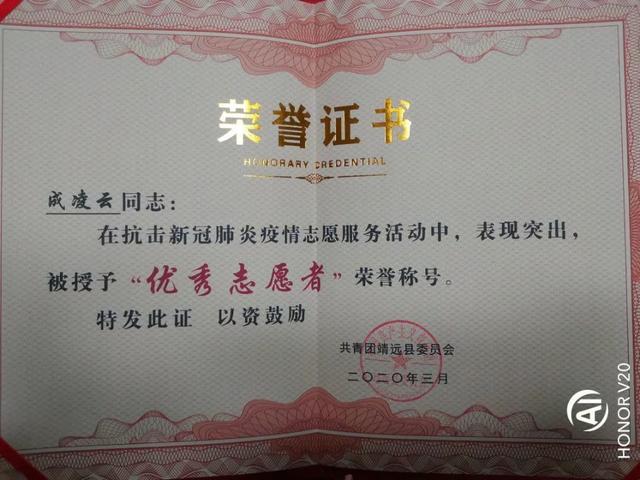 荣誉证书
HONORARY CREDENTIAL
成凌云同志：
在抗击新冠肺炎疫情志愿服务活动中，表现突出，
被授予“优秀志愿者”荣誉称号。
特发此证 以资鼓励
共青团靖远县委员会
二〇二〇年三月
AI
HONOR V20